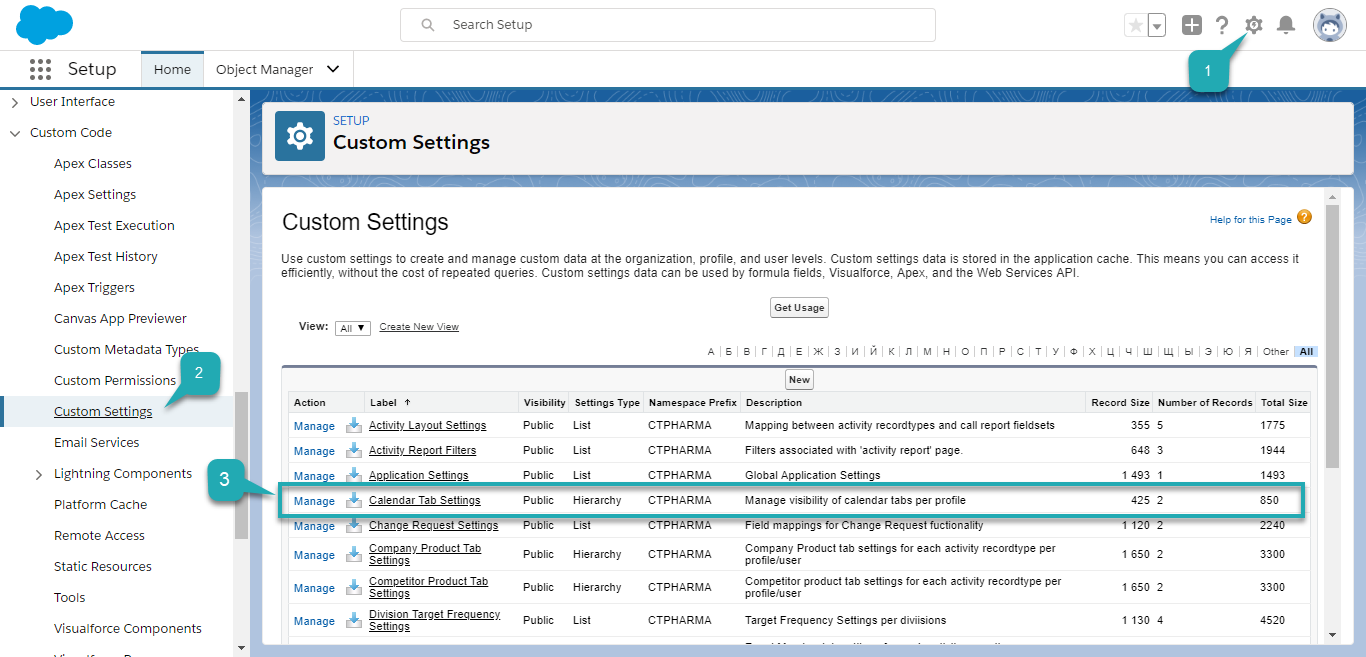 Search Setup
1
Setup
Home
Object Manager
User Interface
Custom Code
Apex Classes
Apex Settings
Apex Test Execution
Apex Test History
Apex Triggers
Canvas App Previewer
Custom Metadata Types
Custom Permissions
2
Custom Settings
Email Services
Lightning Components
3
Platform Cache
Remote Access
Static Resources
Tools
Visualforce Components
SETUP
Custom Settings
Custom Settings
Help for this Page
Use custom settings to create and manage custom data at the organization, profile, and user levels. Custom settings data is stored in the application cache. This means you can access it
efficiently, without the cost of repeated queries. Custom settings data can be used by formula fields, Visualforce, Apex, and the Web Services API.
Get Usage
View: All ▼ Create New View
А | Б | В | Г | Д | Е | Ж | З | И | Й | К | Л | М | Н | О | П | Р | С | Т | У | Ф | Х | Ц | Ч | Ш | Щ | Ы | Э | Ю | Я | Other All
New
Action Label ↑ Visibility Settings Type Namespace Prefix Description Record Size Number of Records Total Size
Manage Activity Layout Settings Public List CTPHARMA Mapping between activity recordtypes and call report fieldsets 355 5 1775
Manage Activity Report Filters Public List CTPHARMA Filters associated with 'activity report' page. 648 3 1944
Manage Application Settings Public List CTPHARMA Global Application Settings 1 493 1 1493
Manage Calendar Tab Settings Public Hierarchy CTPHARMA Manage visibility of calendar tabs per profile 425 2 850
Manage Change Request Settings Public List CTPHARMA Field mappings for Change Request fuctionality 1 120 2 2240
Manage Company Product Tab Settings Public Hierarchy CTPHARMA Company Product tab settings for each activity recordtype per profile/user 1 650 2 3300
Manage Competitor Product Tab Settings Public Hierarchy CTPHARMA Competitor product tab settings for each activity recordtype per profile/user 1 650 2 3300
Manage Division Target Frequency Settings Public List CTPHARMA Target Frequency Settings per diviisions 1 130 4 4520